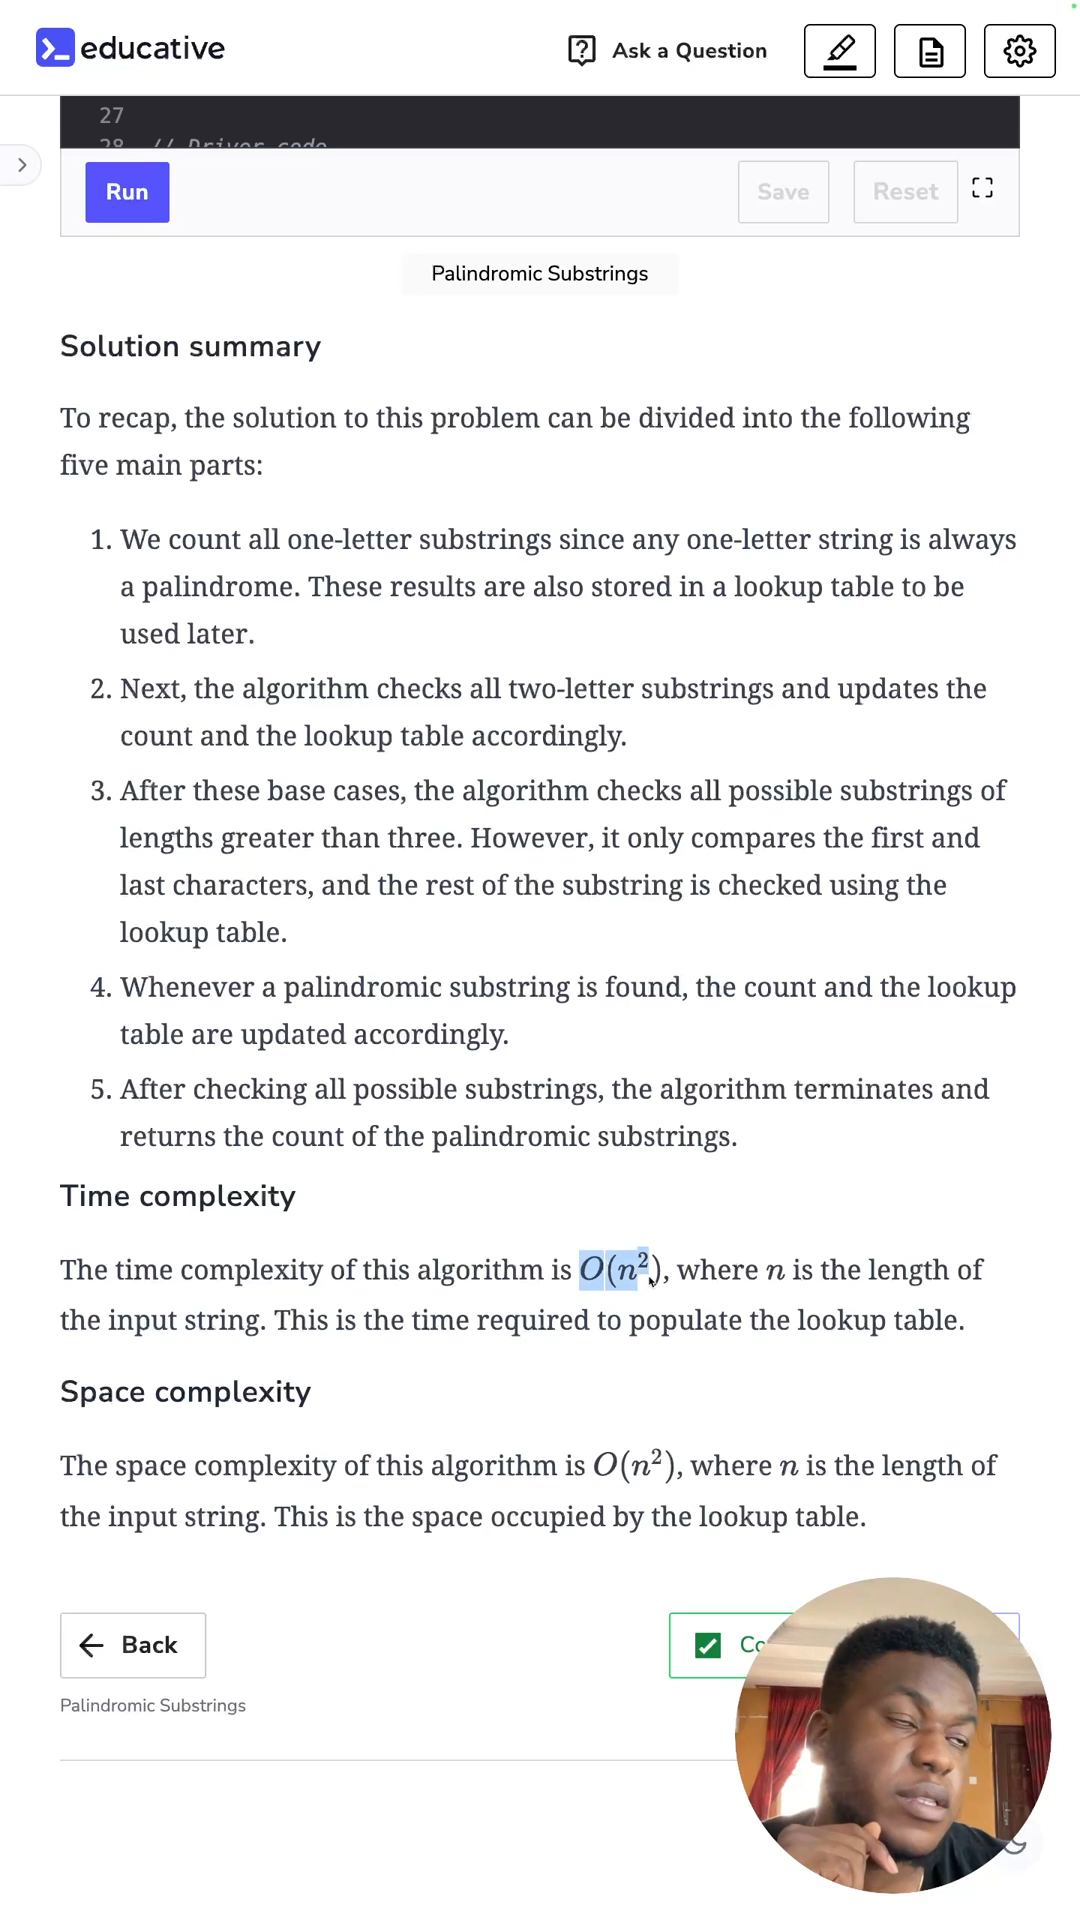 educative
Ask a Question
27
28 // Driver code
Run
Save
Reset
Palindromic Substrings
Solution summary
To recap, the solution to this problem can be divided into the following
five main parts:
1. We count all one-letter substrings since any one-letter string is always
a palindrome. These results are also stored in a lookup table to be
used later.
2. Next, the algorithm checks all two-letter substrings and updates the
count and the lookup table accordingly.
3. After these base cases, the algorithm checks all possible substrings of
lengths greater than three. However, it only compares the first and
last characters, and the rest of the substring is checked using the
lookup table.
4. Whenever a palindromic substring is found, the count and the lookup
table are updated accordingly.
5. After checking all possible substrings, the algorithm terminates and
returns the count of the palindromic substrings.
Time complexity
The time complexity of this algorithm is O(n²), where n is the length of
the input string. This is the time required to populate the lookup table.
Space complexity
The space complexity of this algorithm is O(n²), where n is the length of
the input string. This is the space occupied by the lookup table.
Back
Palindromic Substrings